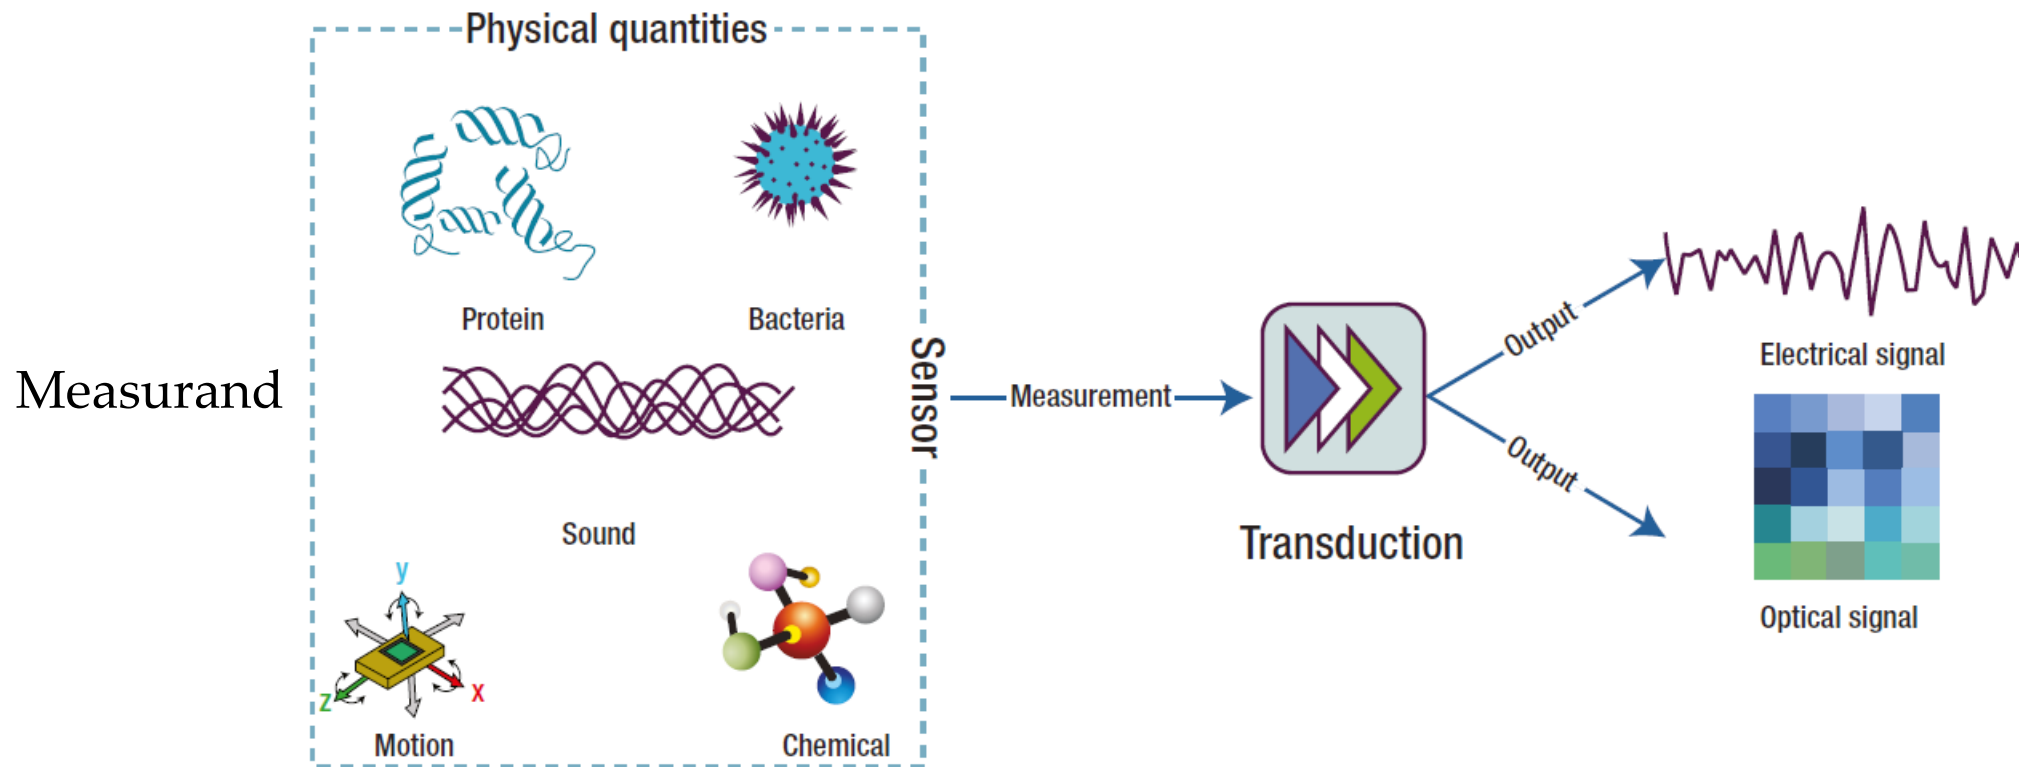 Physical quantities
Protein
Bacteria
Measurand
Sensor
Measurement
Output
Output
Electrical signal
Sound
Transduction
y
z
x
Optical signal
Motion
Chemical